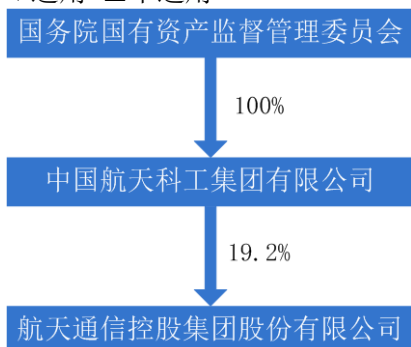 国务院国有资产监督管理委员会
100%
中国航天科工集团有限公司
19.2%
航天通信控股集团股份有限公司